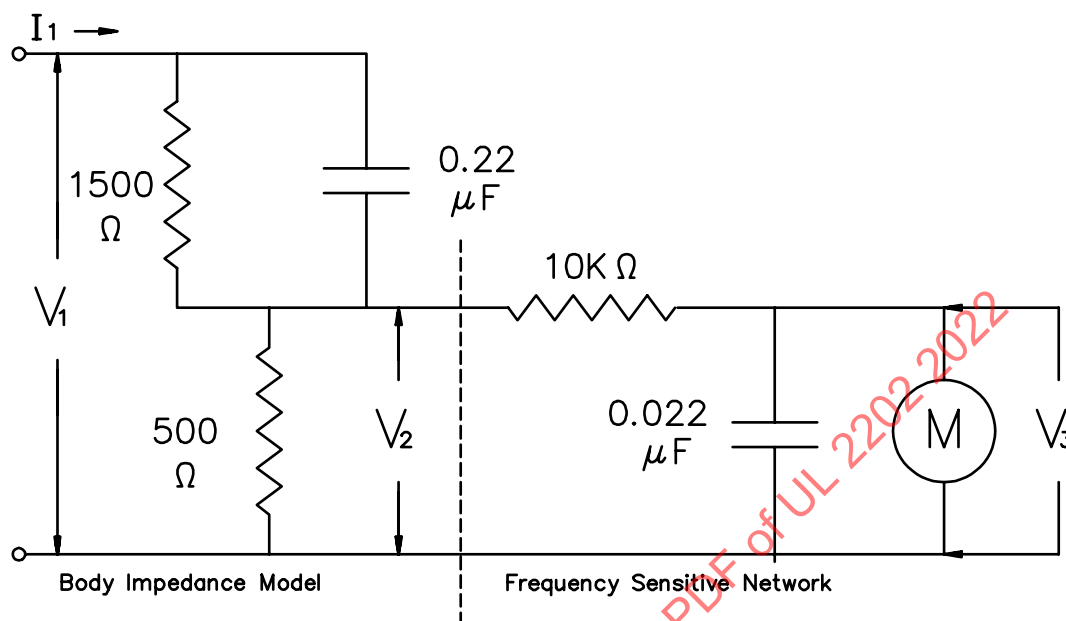 I1
0.22
μF
1500
Ω
10K Ω
V1
500
Ω
V2
0.022
μF
M
V3
Body Impedance Model
Frequency Sensitive Network
PDF of UL 2202 2022